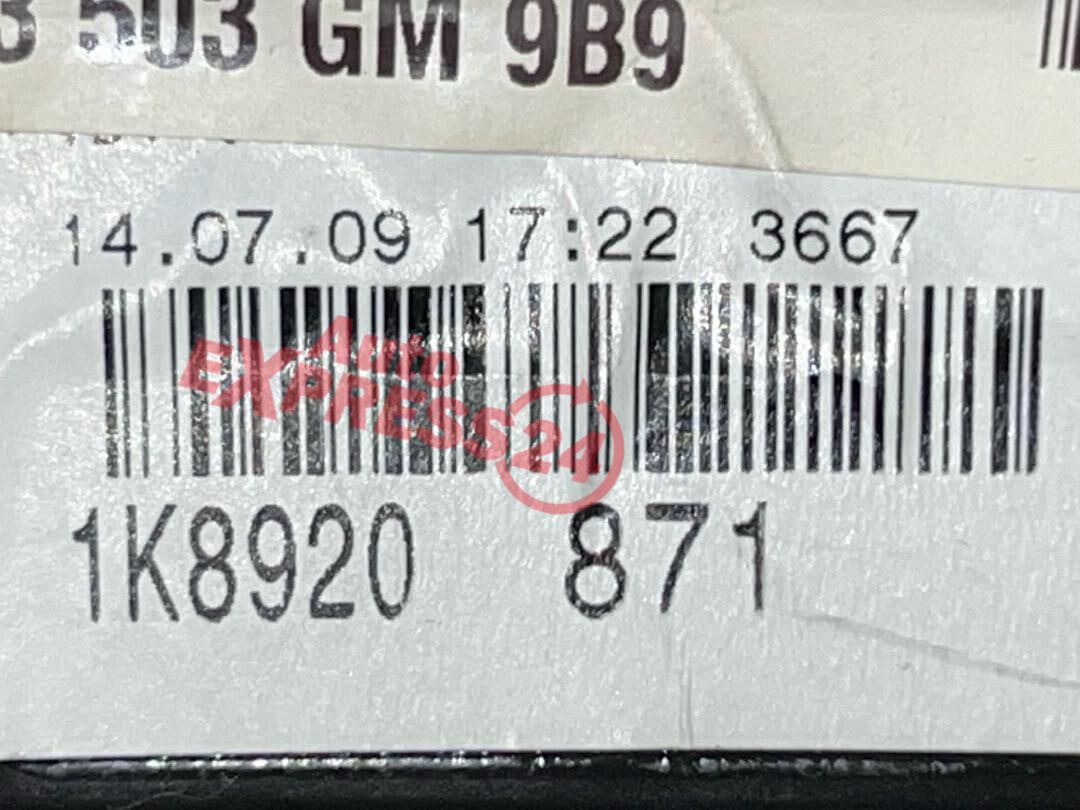 3 503 GM 9B9
14.07.09 17:22 3667
Auto
EXPRESS24
1K8920 871